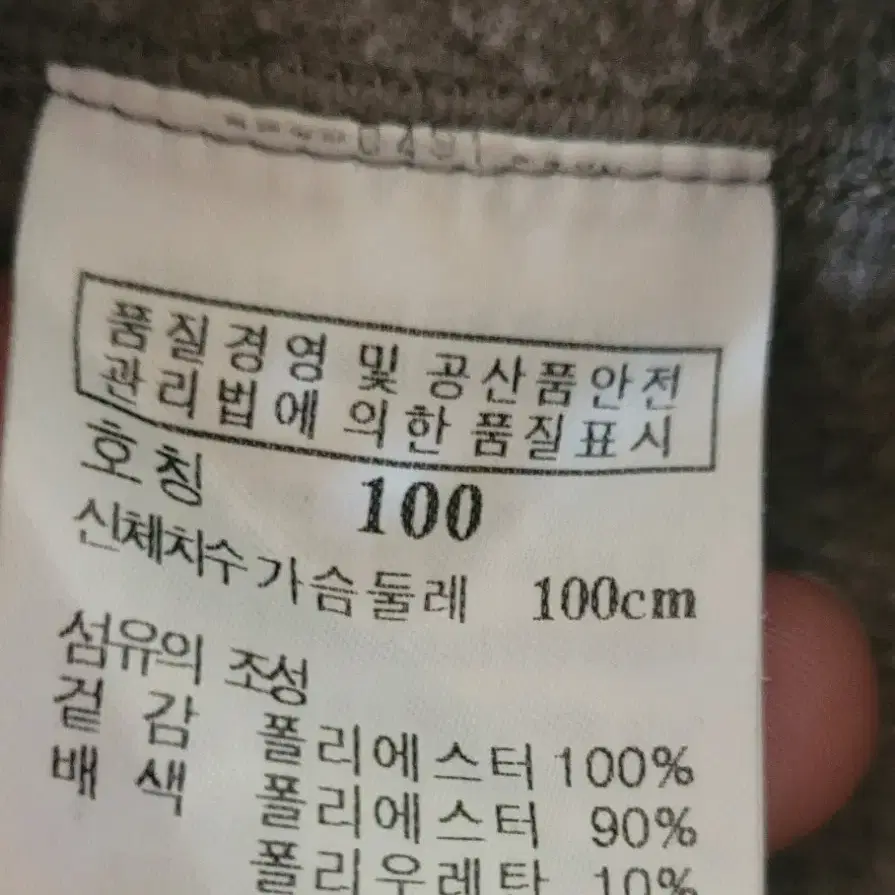 품질경영 및 공산품안전
관리법에 의한 품질표시
호칭 100
신체치수 가슴둘레 100cm
섬유의 조성
겉감 폴리에스터 100%
배색 폴리에스터 90%
폴리우레탄 10%